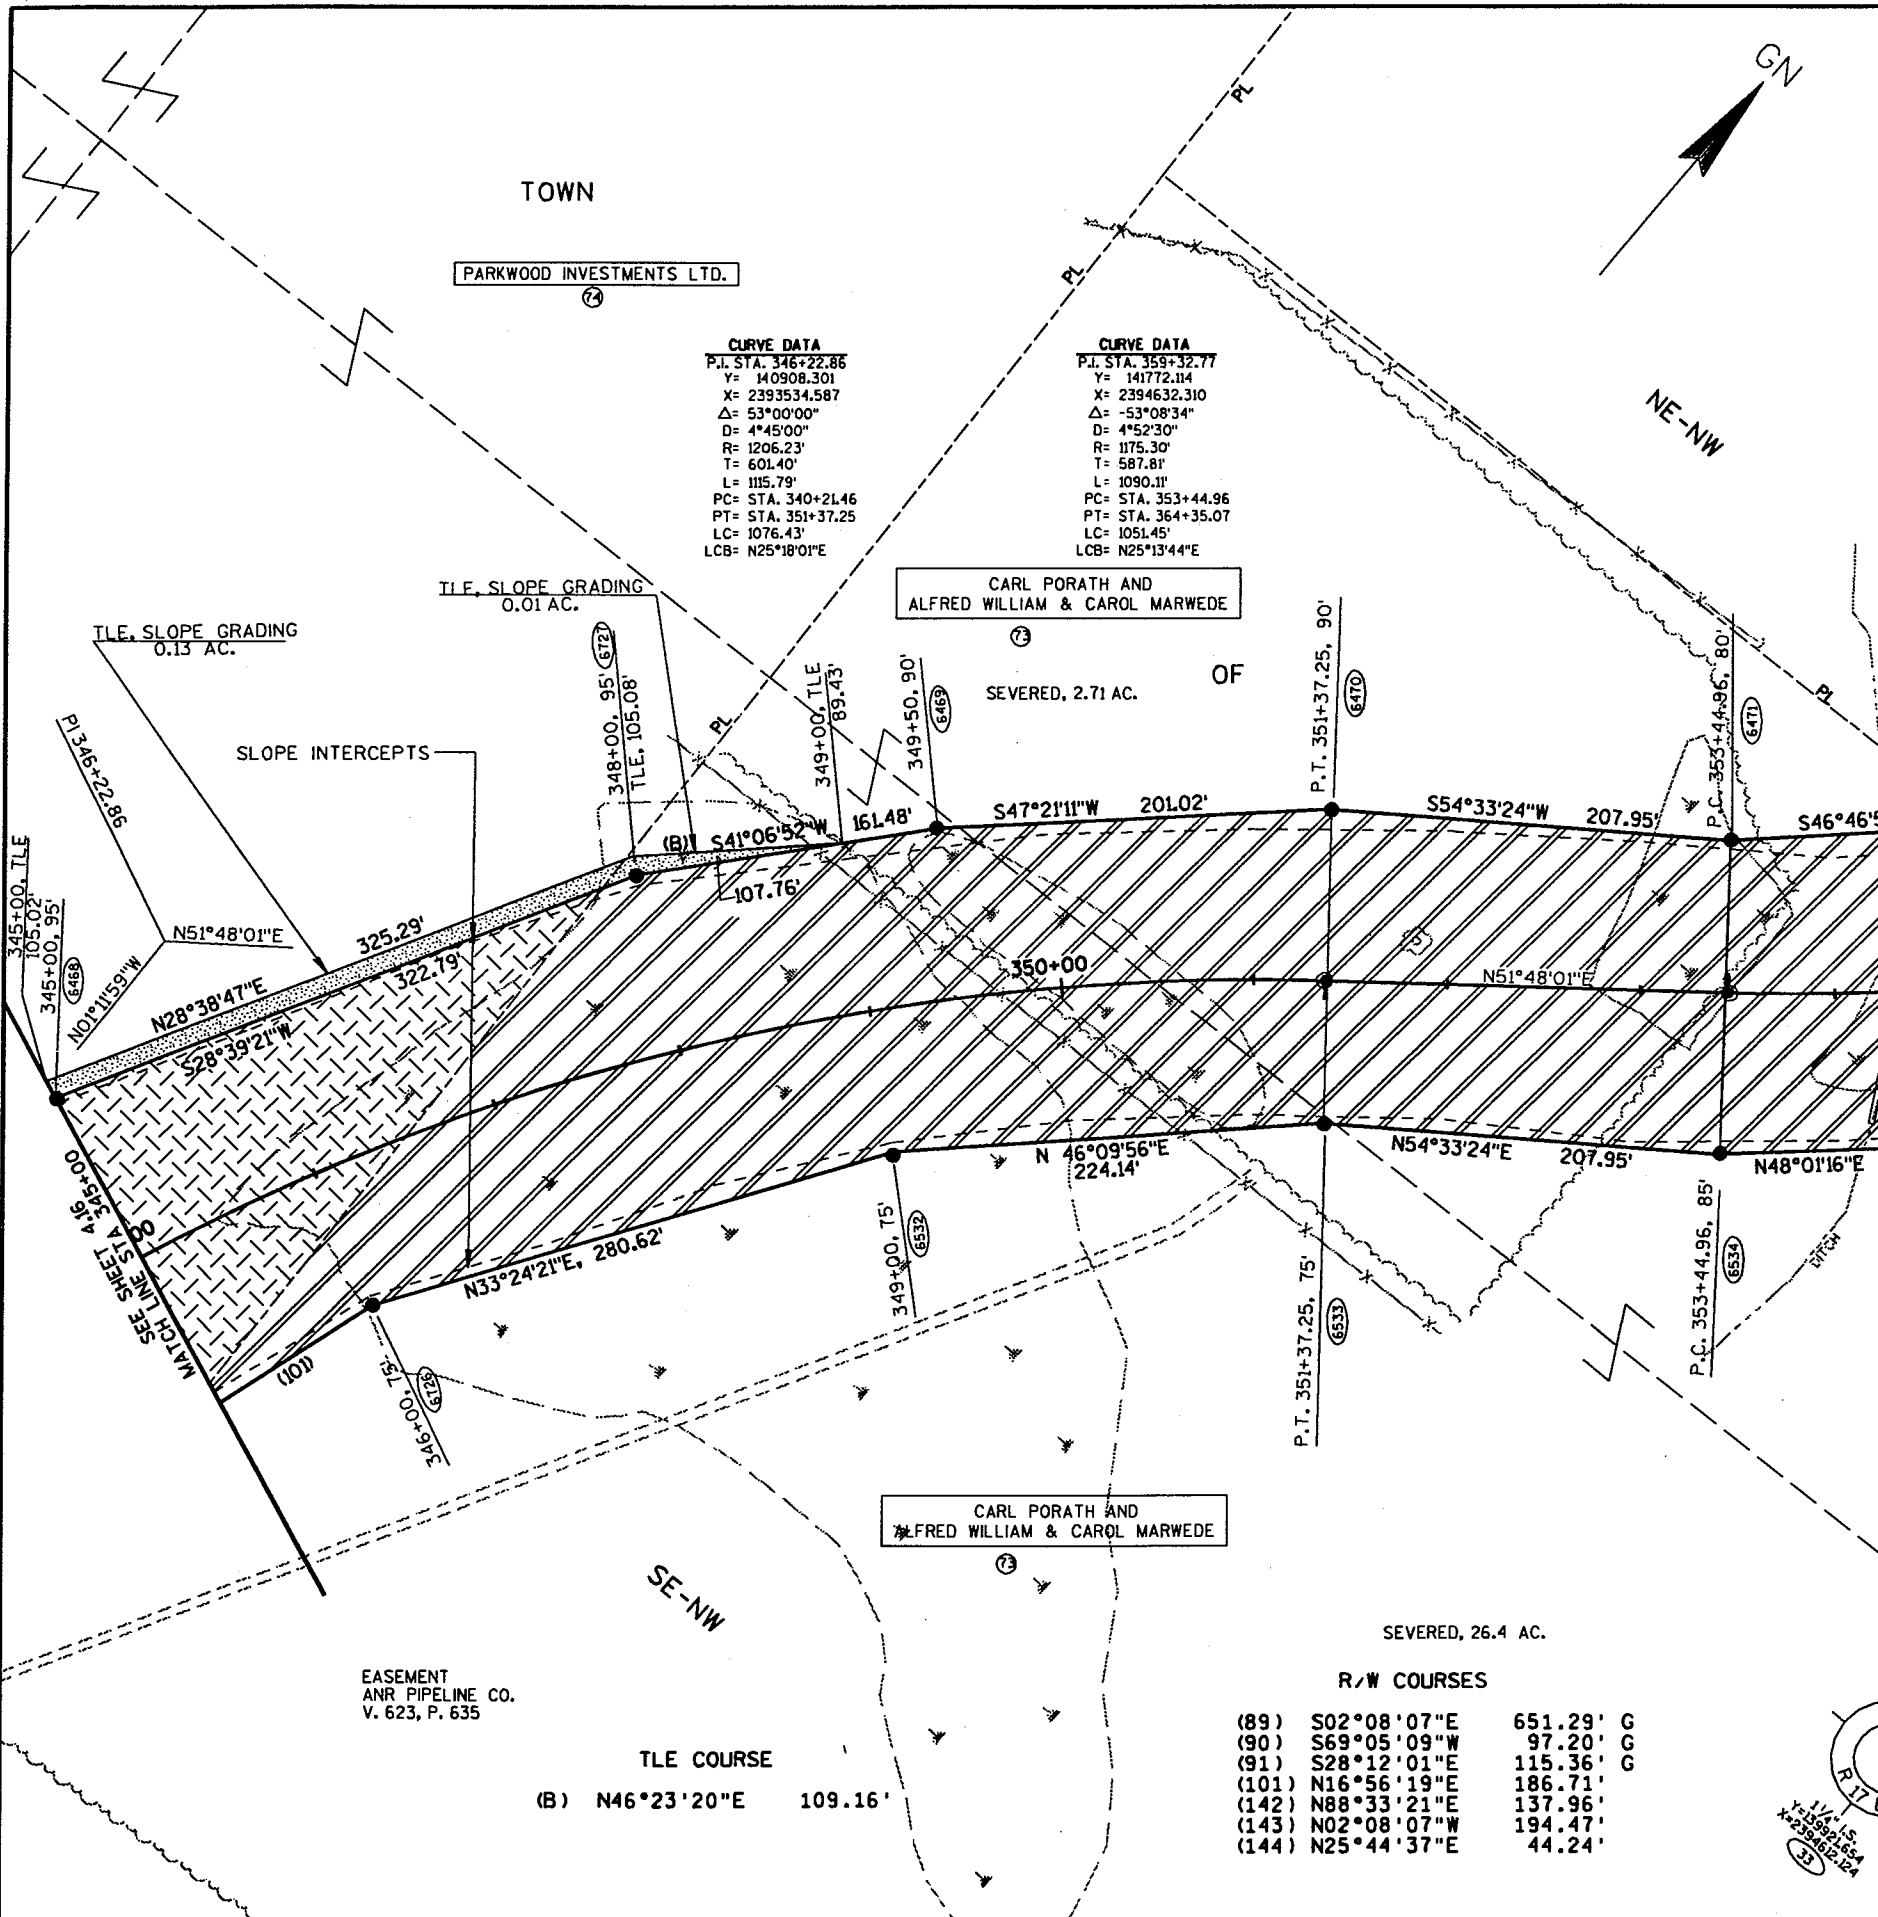 GN
PL
TOWN
PARKWOOD INVESTMENTS LTD.
74
PL
CURVE DATA
P.I. STA. 346+22.86
Y= 140908.301
X= 2393534.587
Δ= 53°00'00"
D= 4°45'00"
R= 1206.23'
T= 601.40'
L= 1115.79'
PC= STA. 340+21.46
PT= STA. 351+37.25
LC= 1076.43'
LCB= N25°18'01"E
CURVE DATA
P.I. STA. 359+32.77
Y= 141772.114
X= 2394632.310
Δ= -53°08'34"
D= 4°52'30"
R= 1175.30'
T= 587.81'
L= 1090.11'
PC= STA. 353+44.96
PT= STA. 364+35.07
LC= 1051.45'
LCB= N25°13'44"E
NE-NW
TLE, SLOPE GRADING
0.01 AC.
CARL PORATH AND
ALFRED WILLIAM & CAROL MARWEDE
73
TLE, SLOPE GRADING
0.13 AC.
OF
SEVERED, 2.71 AC.
PL
PL
SLOPE INTERCEPTS
PI 346+22.86
348+00, 95'
6727
TLE, 105.08'
349+00, TLE
89.43'
349+50, 90'
6469
P.T. 351+37.25, 90'
6470
P.C. 353+44.96, 80'
6471
345+00, TLE
105.02'
345+00, 95'
6468
N51°48'01"E
N01°11'59"W
(B)
S41°06'52"W
161.48'
S47°21'11"W
201.02'
S54°33'24"W
207.95'
S46°46'5
107.76'
325.29'
322.79'
N28°38'47"E
S28°39'21"W
350+00
N51°48'01"E
SEE SHEET 4.16
MATCH LINE STA 345+00
00
(101)
N33°24'21"E, 280.62'
N 46°09'56"E
224.14'
N54°33'24"E
207.95'
N48°01'16"E
346+00, 75'
6726
349+00, 75'
6532
P.T. 351+37.25, 75'
6533
P.C. 353+44.96, 85'
6534
DITCH
CARL PORATH AND
ALFRED WILLIAM & CAROL MARWEDE
73
SE-NW
SEVERED, 26.4 AC.
EASEMENT
ANR PIPELINE CO.
V. 623, P. 635
TLE COURSE
(B) N46°23'20"E 109.16'
R/W COURSES
(89) S02°08'07"E 651.29' G
(90) S69°05'09"W 97.20' G
(91) S28°12'01"E 115.36' G
(101) N16°56'19"E 186.71'
(142) N88°33'21"E 137.96'
(143) N02°08'07"W 194.47'
(144) N25°44'37"E 44.24'
R 17
1 1/4" I.S.
Y=139921.654
X=2394612.124
33